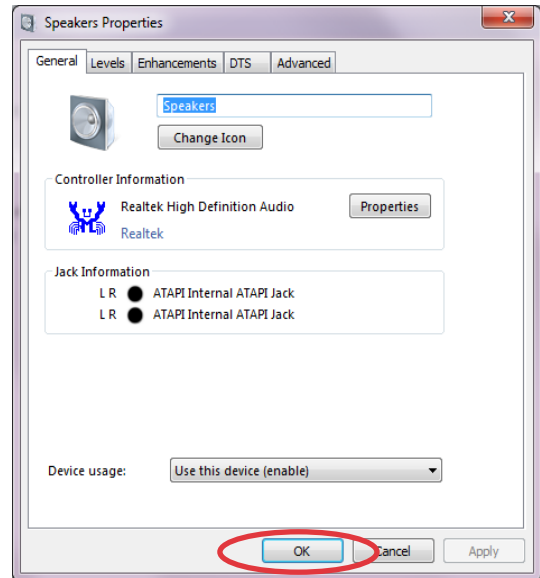 Speakers Properties
General Levels Enhancements DTS Advanced
Speakers
Change Icon
Controller Information
Realtek High Definition Audio Properties
Realtek
Jack Information
L R ATAPI Internal ATAPI Jack
L R ATAPI Internal ATAPI Jack
Device usage: Use this device (enable)
OK Cancel Apply